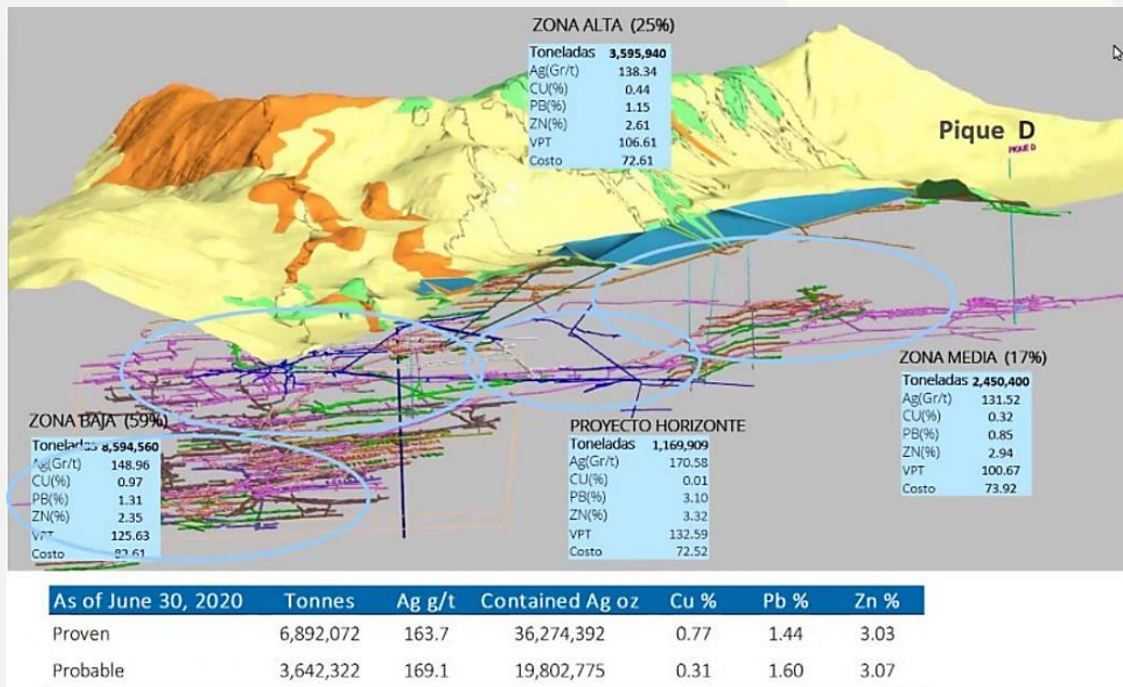 ZONA ALTA (25%)
Toneladas 3,595,940
Ag(Gr/t) 138.34
CU(%) 0.44
PB(%) 1.15
ZN(%) 2.61
VPT 106.61
Costo 72.61
Pique D
PIQUE D
ZONA MEDIA (17%)
Toneladas 2,450,400
Ag(Gr/t) 131.52
CU(%) 0.32
PB(%) 0.85
ZN(%) 2.94
VPT 100.67
Costo 73.92
ZONA BAJA (59%)
Toneladas 8,594,560
Ag(Gr/t) 148.96
CU(%) 0.97
PB(%) 1.31
ZN(%) 2.35
VPT 125.63
Costo 82.61
PROYECTO HORIZONTE
Toneladas 1,169,909
Ag(Gr/t) 170.58
CU(%) 0.01
PB(%) 3.10
ZN(%) 3.32
VPT 132.59
Costo 72.52
As of June 30, 2020 Tonnes Ag g/t Contained Ag oz Cu % Pb % Zn %
Proven 6,892,072 163.7 36,274,392 0.77 1.44 3.03
Probable 3,642,322 169.1 19,802,775 0.31 1.60 3.07